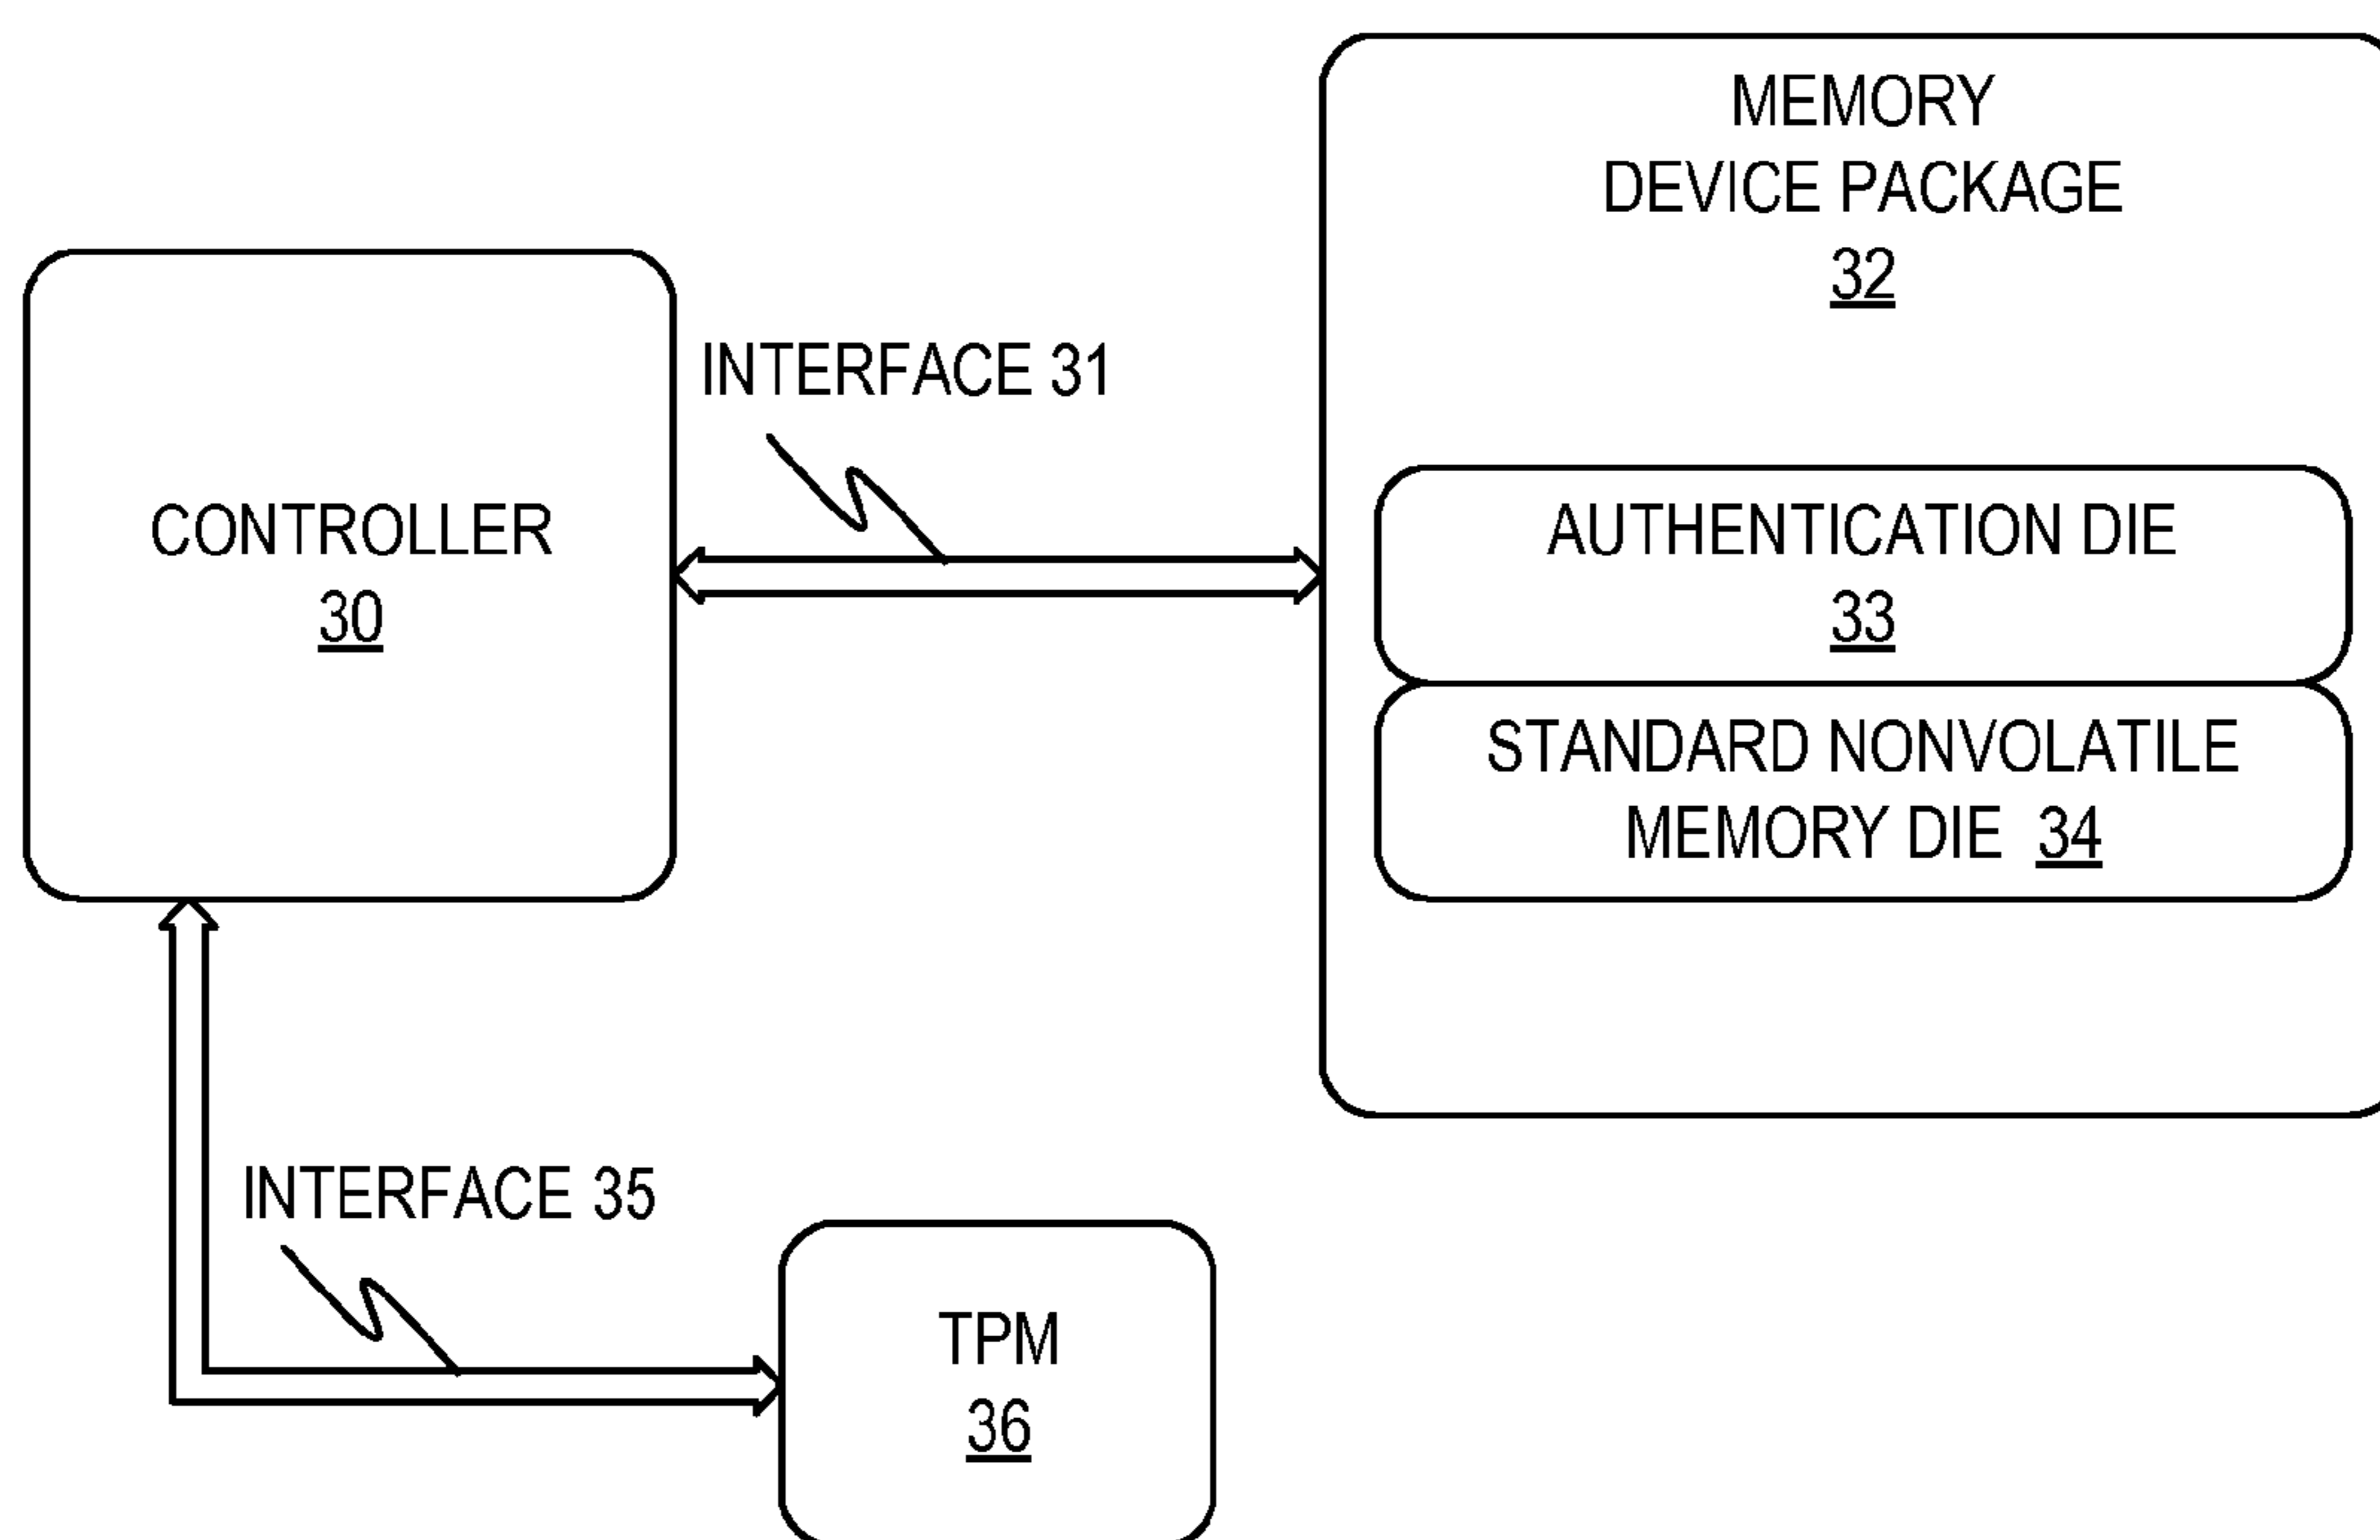 MEMORY
DEVICE PACKAGE
32
INTERFACE 31
CONTROLLER
30
AUTHENTICATION DIE
33
STANDARD NONVOLATILE
MEMORY DIE 34
INTERFACE 35
TPM
36